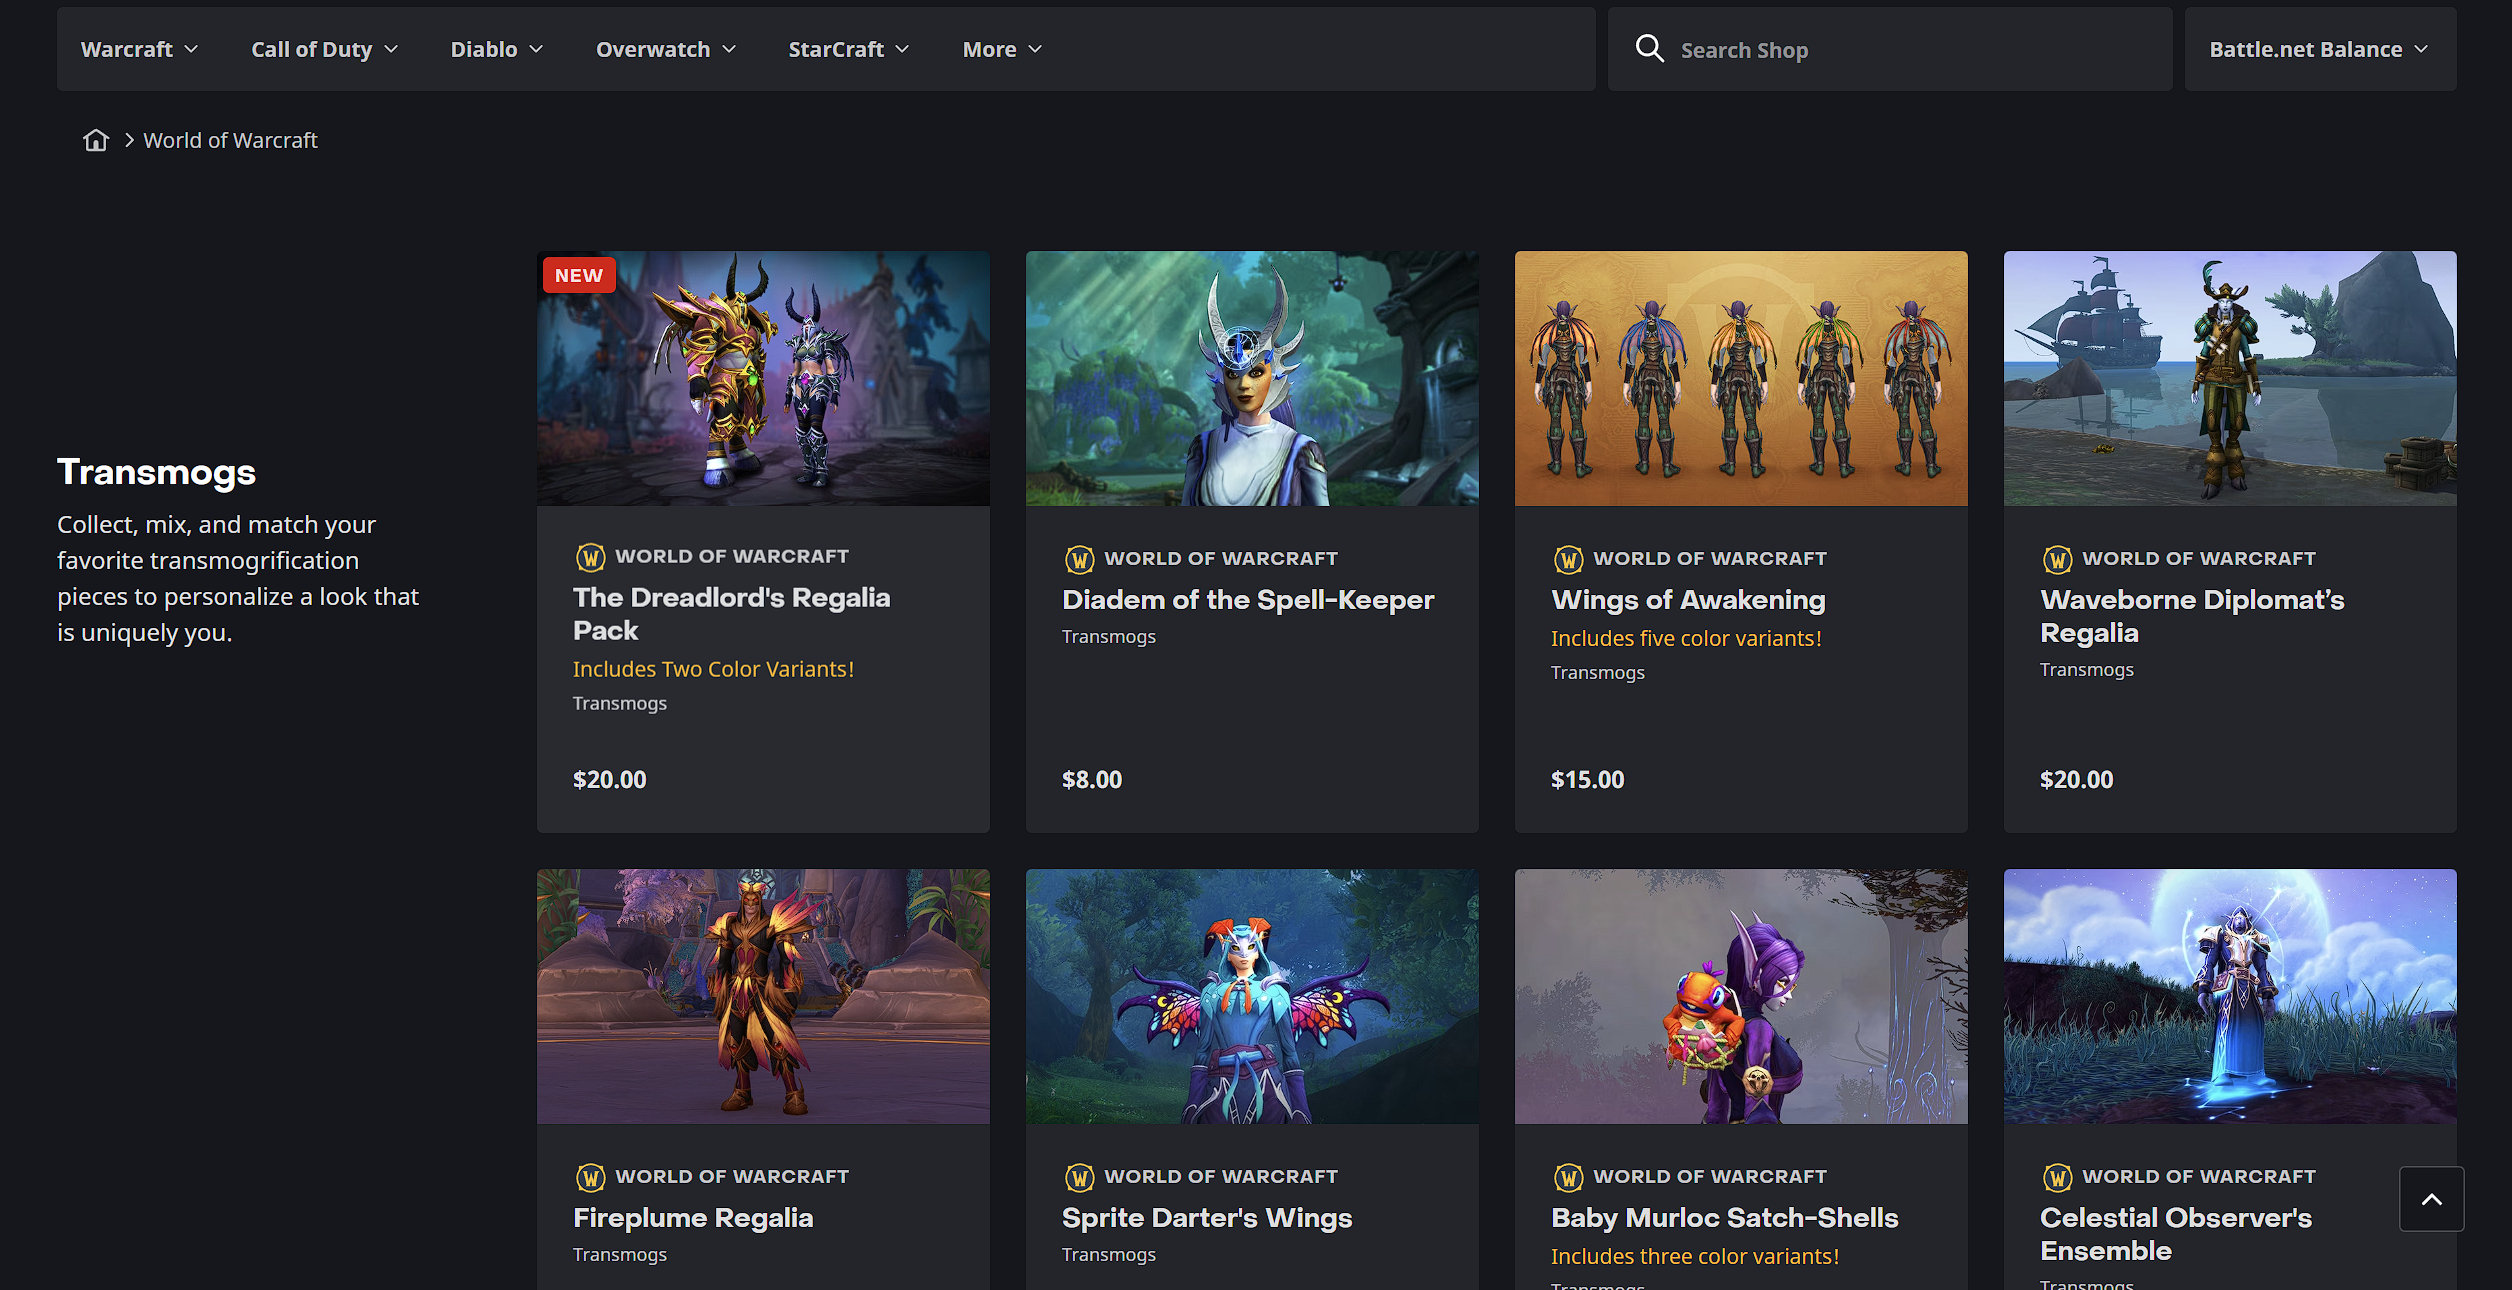 Warcraft
Call of Duty
Diablo
Overwatch
StarCraft
More
Search Shop
Battle.net Balance
World of Warcraft
Transmogs
Collect, mix, and match your
favorite transmogrification
pieces to personalize a look that
is uniquely you.
NEW
WORLD OF WARCRAFT
The Dreadlord's Regalia
Pack
Includes Two Color Variants!
Transmogs
$20.00
WORLD OF WARCRAFT
Diadem of the Spell-Keeper
Transmogs
$8.00
WORLD OF WARCRAFT
Wings of Awakening
Includes five color variants!
Transmogs
$15.00
WORLD OF WARCRAFT
Waveborne Diplomat’s
Regalia
Transmogs
$20.00
WORLD OF WARCRAFT
Fireplume Regalia
Transmogs
WORLD OF WARCRAFT
Sprite Darter's Wings
Transmogs
WORLD OF WARCRAFT
Baby Murloc Satch-Shells
Includes three color variants!
Transmogs
WORLD OF WARCRAFT
Celestial Observer's
Ensemble
Transmogs